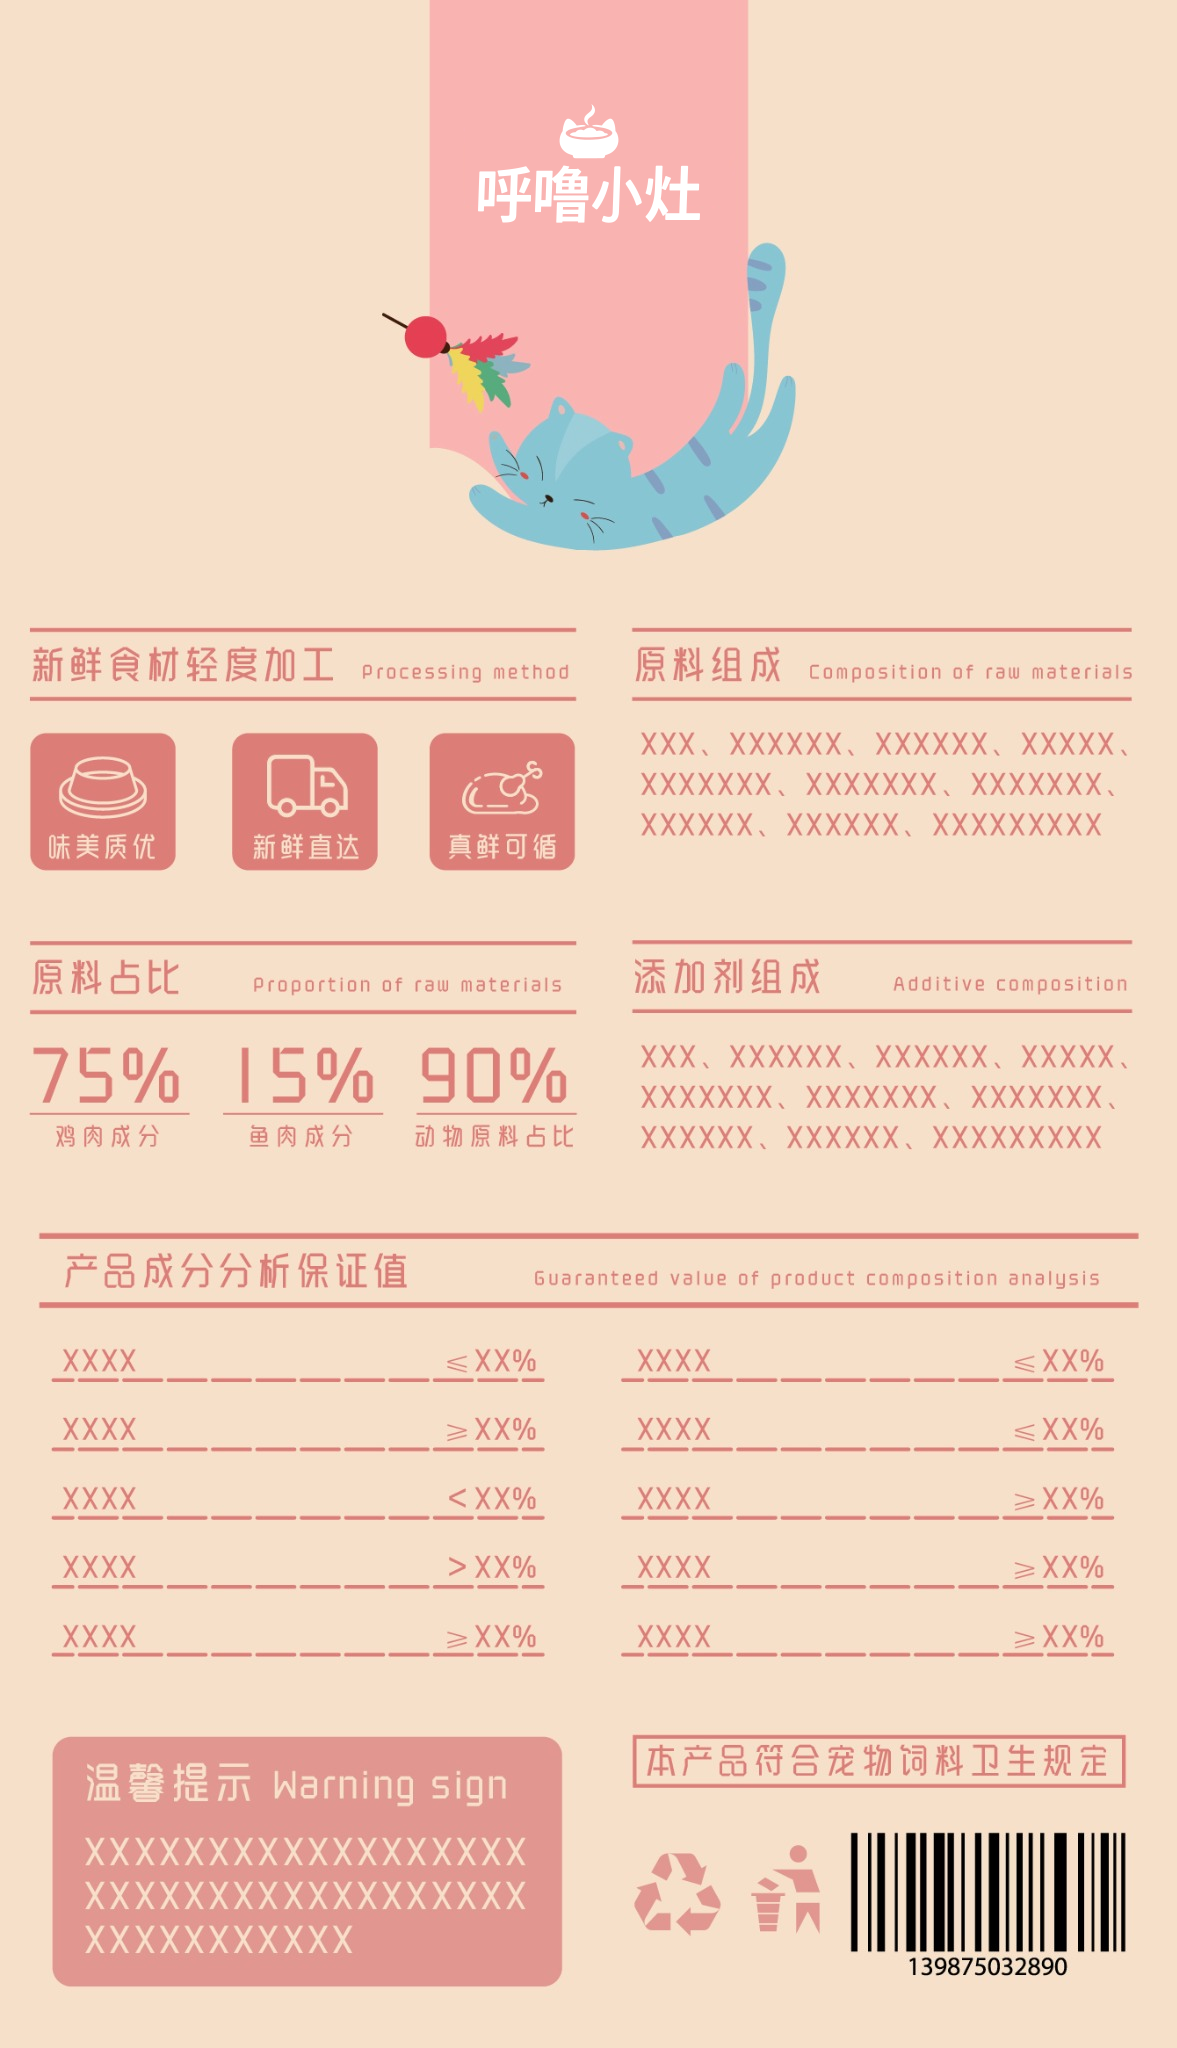 呼噜小灶
新鲜食材轻度加工 Processing method
味美质优
新鲜直达
真鲜可循
原料组成 Composition of raw materials
XXX、XXXXXX、XXXXXX、XXXXX、
XXXXXXX、XXXXXXX、XXXXXXX、
XXXXXX、XXXXXX、XXXXXXXXX
原料占比 Proportion of raw materials
75%
鸡肉成分
15%
鱼肉成分
90%
动物原料占比
添加剂组成 Additive composition
XXX、XXXXXX、XXXXXX、XXXXX、
XXXXXXX、XXXXXXX、XXXXXXX、
XXXXXX、XXXXXX、XXXXXXXXX
产品成分分析保证值 Guaranteed value of product composition analysis
XXXX ≤XX% XXXX ≤XX%
XXXX ≥XX% XXXX ≤XX%
XXXX <XX% XXXX ≥XX%
XXXX >XX% XXXX ≥XX%
XXXX ≥XX% XXXX ≥XX%
温馨提示 Warning sign
XXXXXXXXXXXXXXXXXX
XXXXXXXXXXXXXXXXXX
XXXXXXXXXXX
本产品符合宠物饲料卫生规定
139875032890